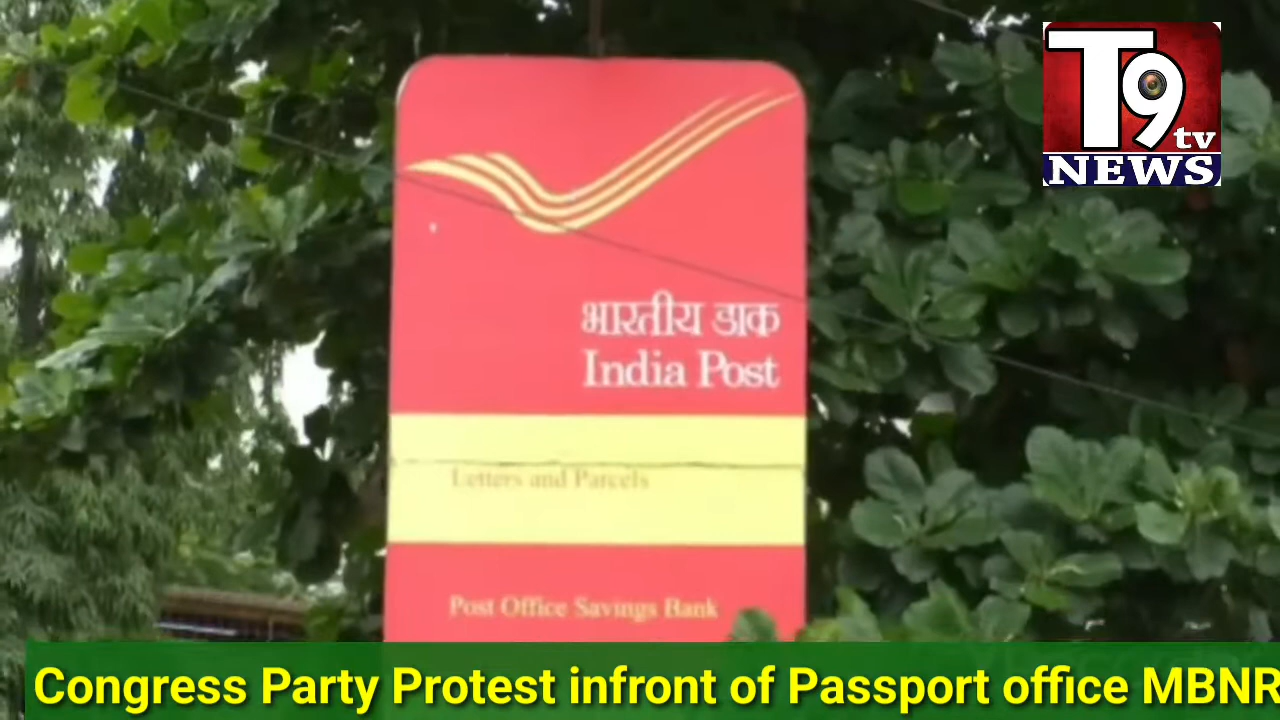 T9
tv
NEWS
भारतीय डाक
India Post
Letters and Parcels
Post Office Savings Bank
Congress Party Protest infront of Passport office MBNR